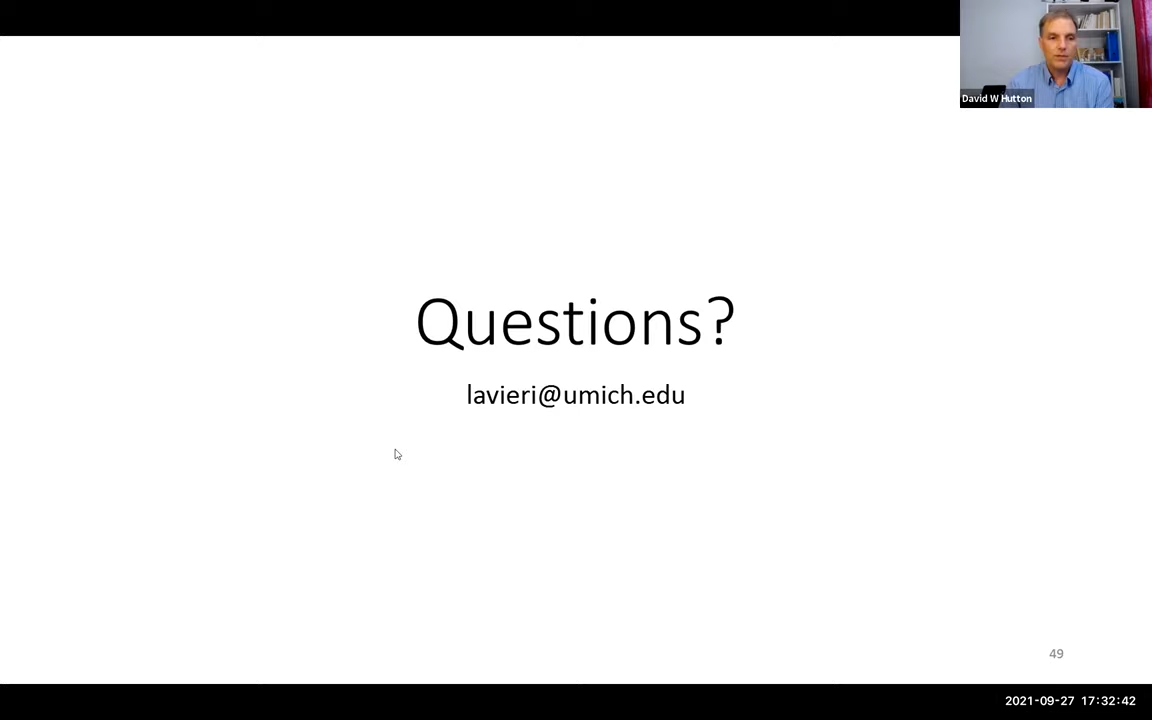 David W Hutton
Questions?
lavieri@umich.edu
49
2021-09-27 17:32:42